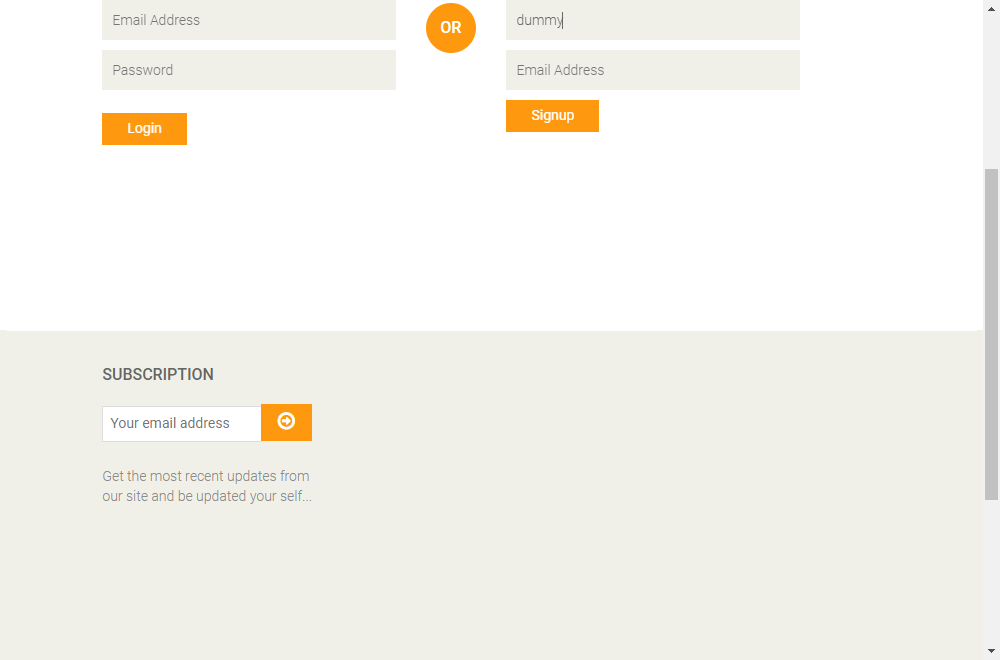 Email Address
Password
Login
OR
dummy
Email Address
Signup
SUBSCRIPTION
Your email address
Get the most recent updates from
our site and be updated your self...